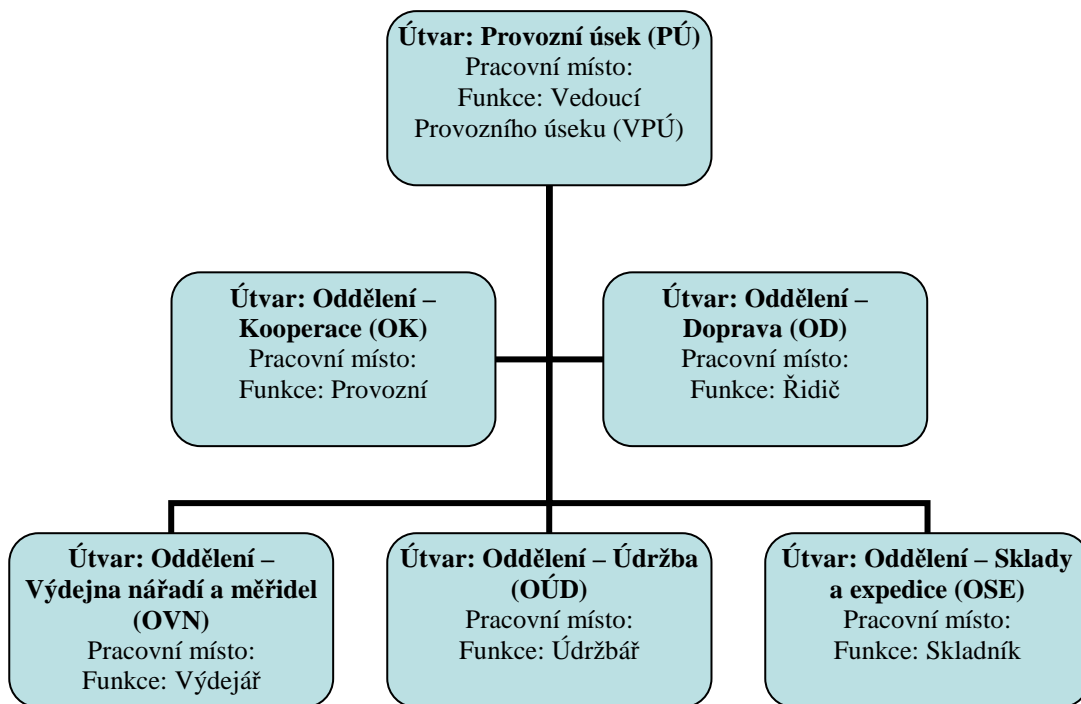 Útvar: Provozní úsek (PÚ)
Pracovní místo:
Funkce: Vedoucí
Provozního úseku (VPÚ)
Útvar: Oddělení –
Kooperace (OK)
Pracovní místo:
Funkce: Provozní
Útvar: Oddělení –
Doprava (OD)
Pracovní místo:
Funkce: Řidič
Útvar: Oddělení –
Výdejna nářadí a měřidel
(OVN)
Pracovní místo:
Funkce: Výdejář
Útvar: Oddělení – Údržba
(OÚD)
Pracovní místo:
Funkce: Údržbář
Útvar: Oddělení – Sklady
a expedice (OSE)
Pracovní místo:
Funkce: Skladník